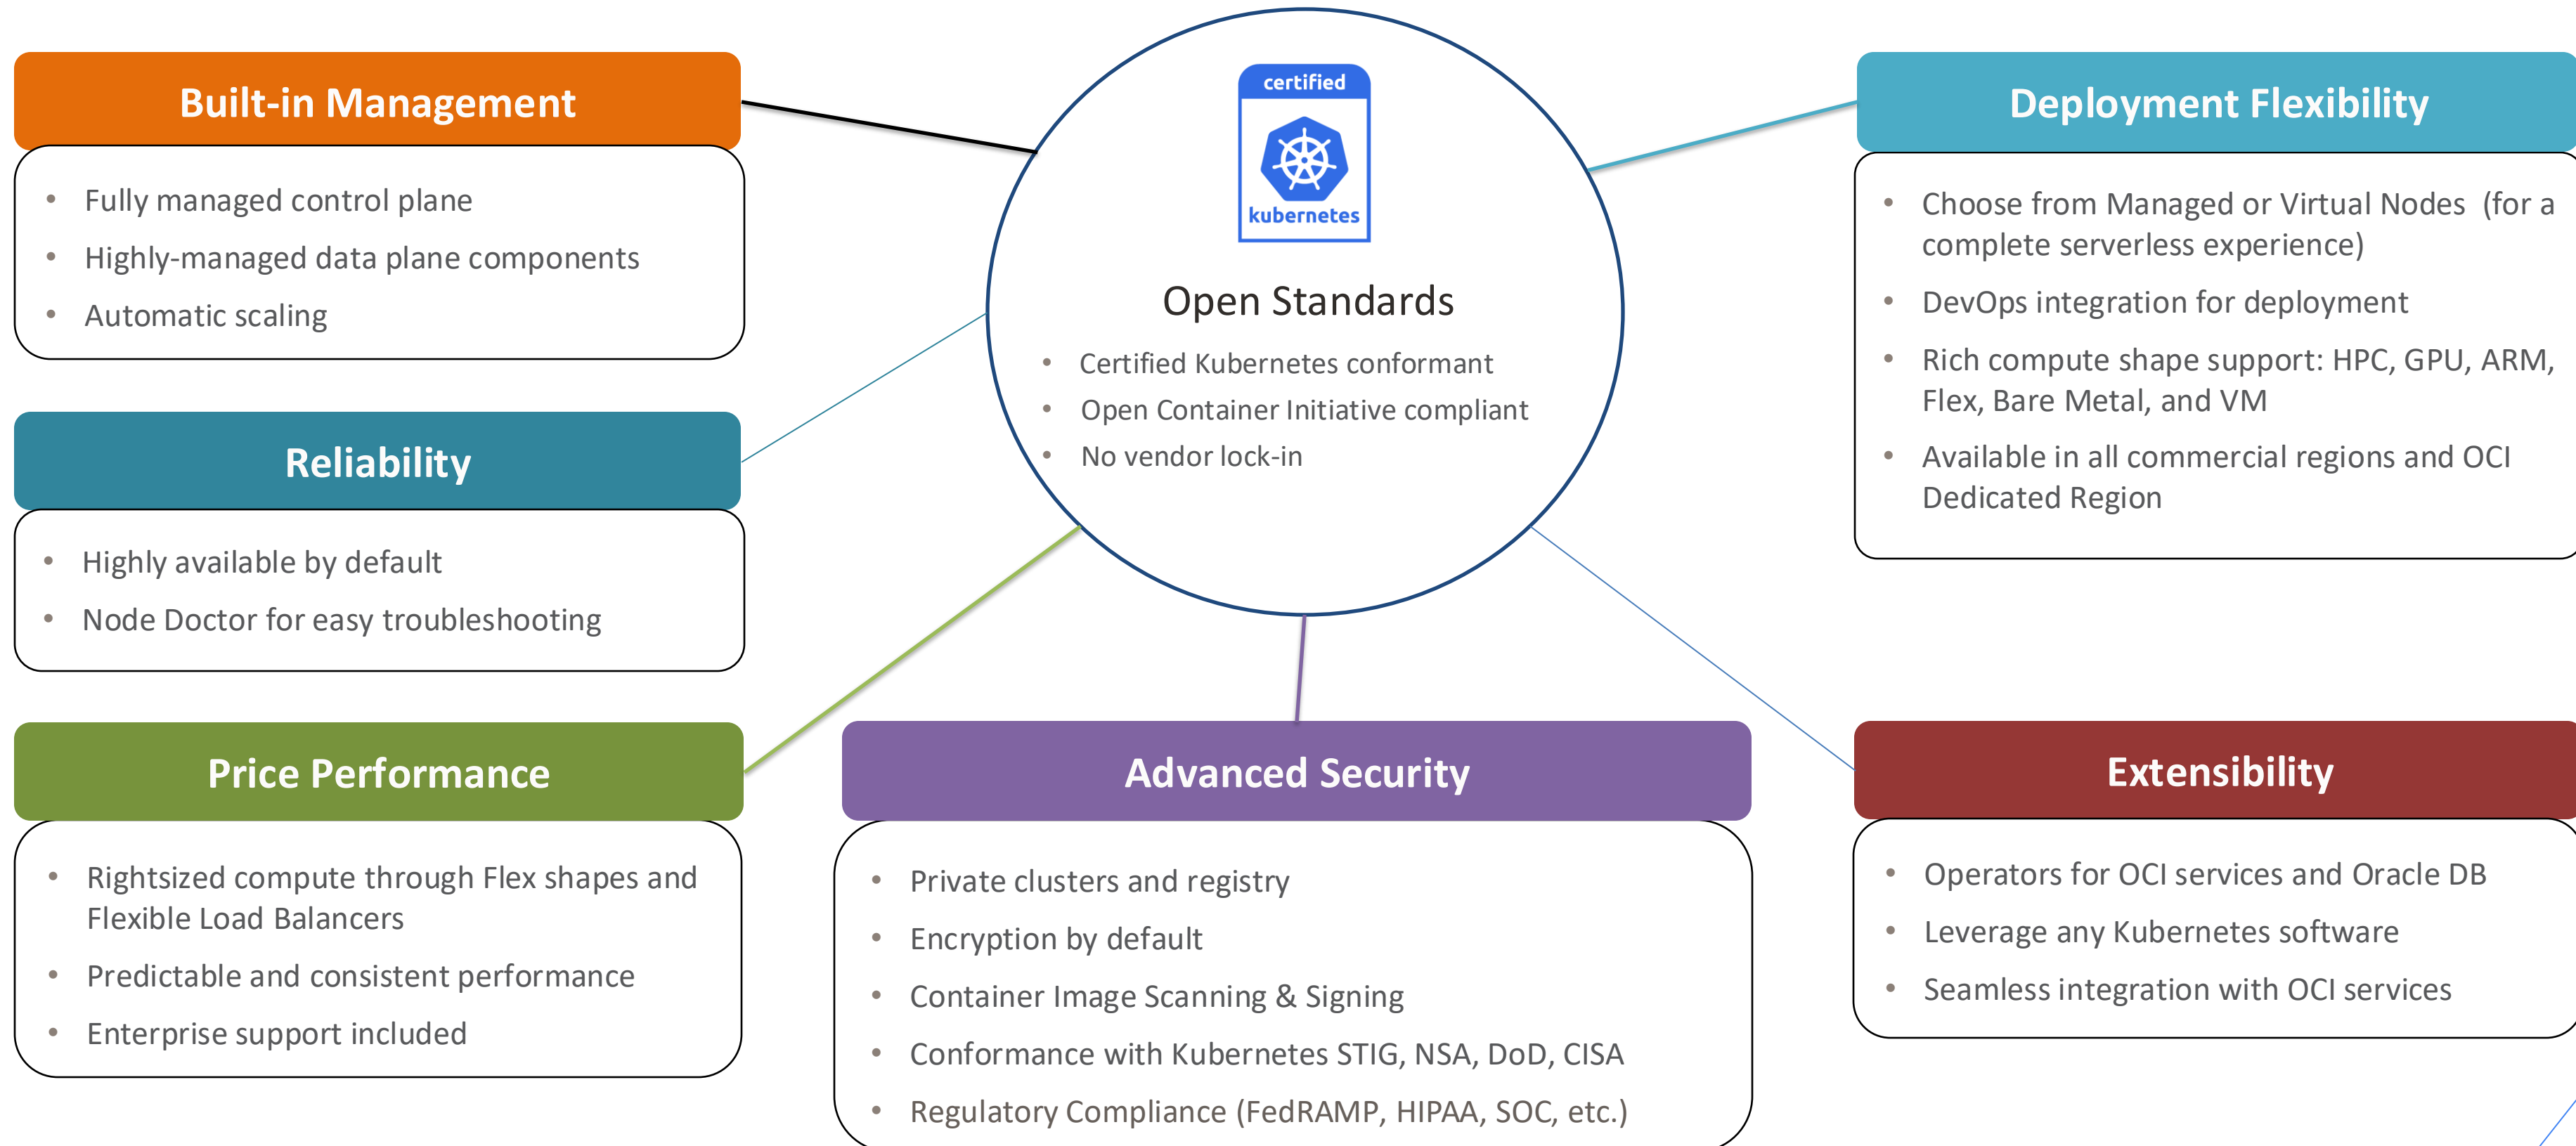 Built-in Management
• Fully managed control plane
• Highly-managed data plane components
• Automatic scaling
Reliability
• Highly available by default
• Node Doctor for easy troubleshooting
Price Performance
• Rightsized compute through Flex shapes and
Flexible Load Balancers
• Predictable and consistent performance
• Enterprise support included
certified
kubernetes
Open Standards
• Certified Kubernetes conformant
• Open Container Initiative compliant
• No vendor lock-in
Advanced Security
• Private clusters and registry
• Encryption by default
• Container Image Scanning & Signing
• Conformance with Kubernetes STIG, NSA, DoD, CISA
• Regulatory Compliance (FedRAMP, HIPAA, SOC, etc.)
Deployment Flexibility
• Choose from Managed or Virtual Nodes (for a
complete serverless experience)
• DevOps integration for deployment
• Rich compute shape support: HPC, GPU, ARM,
Flex, Bare Metal, and VM
• Available in all commercial regions and OCI
Dedicated Region
Extensibility
• Operators for OCI services and Oracle DB
• Leverage any Kubernetes software
• Seamless integration with OCI services